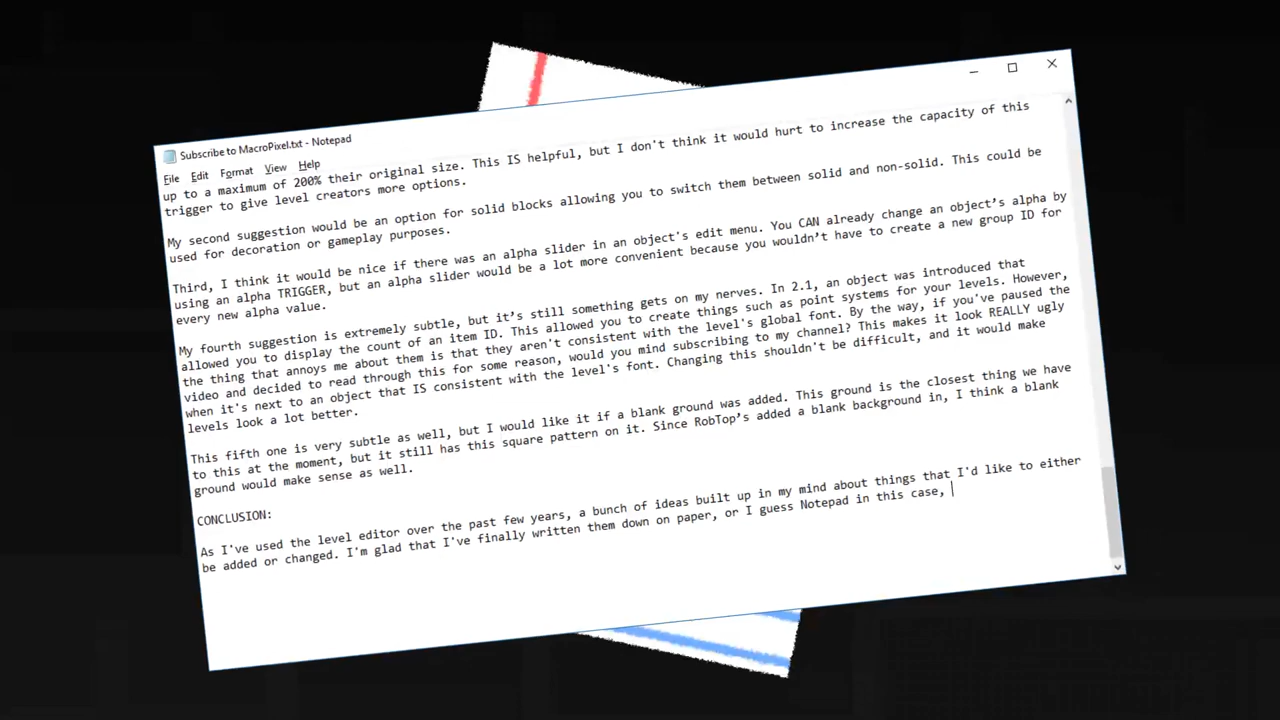 Subscribe to MacroPixel.txt - Notepad
File Edit Format View Help
up to a maximum of 200% their original size. This IS helpful, but I don't think it would hurt to increase the capacity of this
trigger to give level creators more options.
My second suggestion would be an option for solid blocks allowing you to switch them between solid and non-solid. This could be
used for decoration or gameplay purposes.
Third, I think it would be nice if there was an alpha slider in an object's edit menu. You CAN already change an object’s alpha by
using an alpha TRIGGER, but an alpha slider would be a lot more convenient because you wouldn’t have to create a new group ID for
every new alpha value.
My fourth suggestion is extremely subtle, but it’s still something gets on my nerves. In 2.1, an object was introduced that
allowed you to display the count of an item ID. This allowed you to create things such as point systems for your levels. However,
the thing that annoys me about them is that they aren't consistent with the level's global font. By the way, if you've paused the
video and decided to read through this for some reason, would you mind subscribing to my channel? This makes it look REALLY ugly
when it's next to an object that IS consistent with the level's font. Changing this shouldn't be difficult, and it would make
levels look a lot better.
This fifth one is very subtle as well, but I would like it if a blank ground was added. This ground is the closest thing we have
to this at the moment, but it still has this square pattern on it. Since RobTop’s added a blank background in, I think a blank
ground would make sense as well.
CONCLUSION:
As I've used the level editor over the past few years, a bunch of ideas built up in my mind about things that I'd like to either
be added or changed. I'm glad that I've finally written them down on paper, or I guess Notepad in this case,